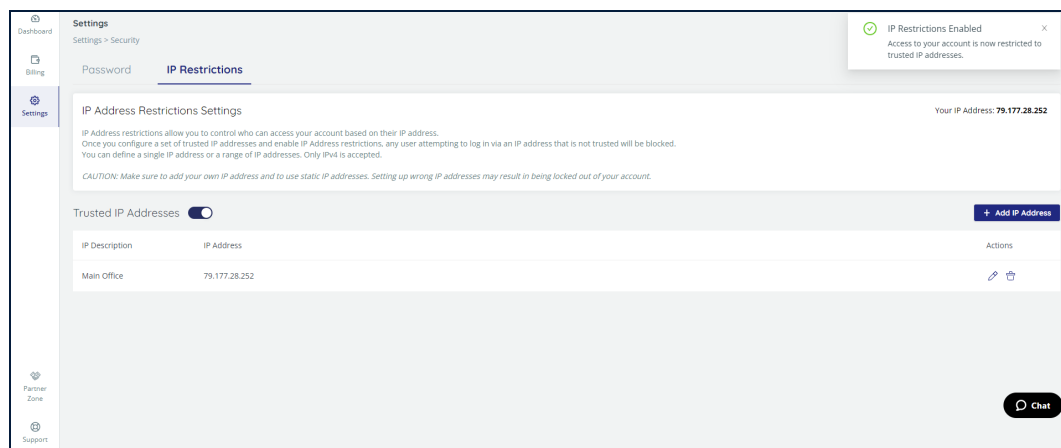 Dashboard
Billing
Settings
Partner
Zone
Support
Settings
Settings > Security
Password
IP Restrictions
IP Restrictions Enabled
Access to your account is now restricted to
trusted IP addresses.
IP Address Restrictions Settings
Your IP Address: 79.177.28.252
IP Address restrictions allow you to control who can access your account based on their IP address.
Once you configure a set of trusted IP addresses and enable IP Address restrictions, any user attempting to log in via an IP address that is not trusted will be blocked.
You can define a single IP address or a range of IP addresses. Only IPv4 is accepted.
CAUTION: Make sure to add your own IP address and to use static IP addresses. Setting up wrong IP addresses may result in being locked out of your account.
Trusted IP Addresses
+ Add IP Address
IP Description IP Address Actions
Main Office 79.177.28.252
Chat